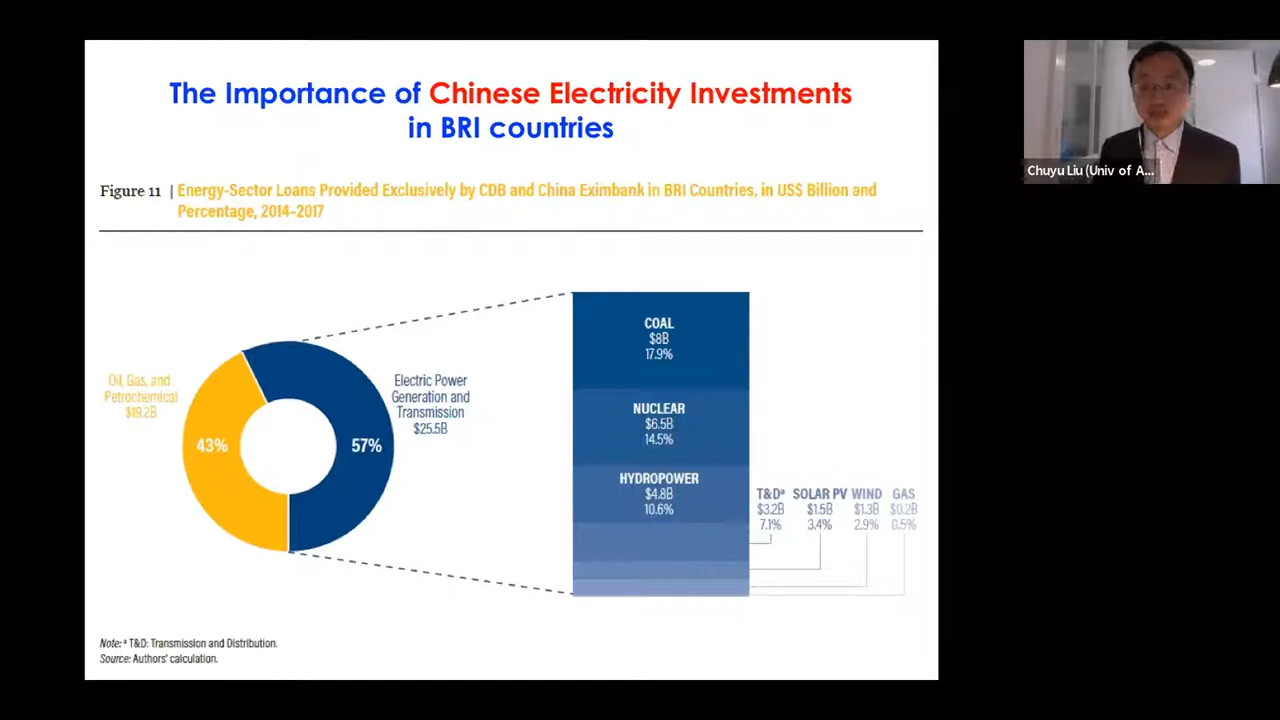 The Importance of Chinese Electricity Investments
in BRI countries
Figure 11 | Energy-Sector Loans Provided Exclusively by CDB and China Eximbank in BRI Countries, in US$ Billion and
Percentage, 2014–2017
Oil, Gas, and
Petrochemical
$19.2B
43%
57%
Electric Power
Generation and
Transmission
$25.5B
COAL
$8B
17.9%
NUCLEAR
$6.5B
14.5%
HYDROPOWER
$4.8B
10.6%
T&Dª
$3.2B
7.1%
SOLAR PV
$1.5B
3.4%
WIND
$1.3B
2.9%
GAS
$0.2B
0.5%
Note: ª T&D: Transmission and Distribution.
Source: Authors' calculation.
Chuyu Liu (Univ of A...